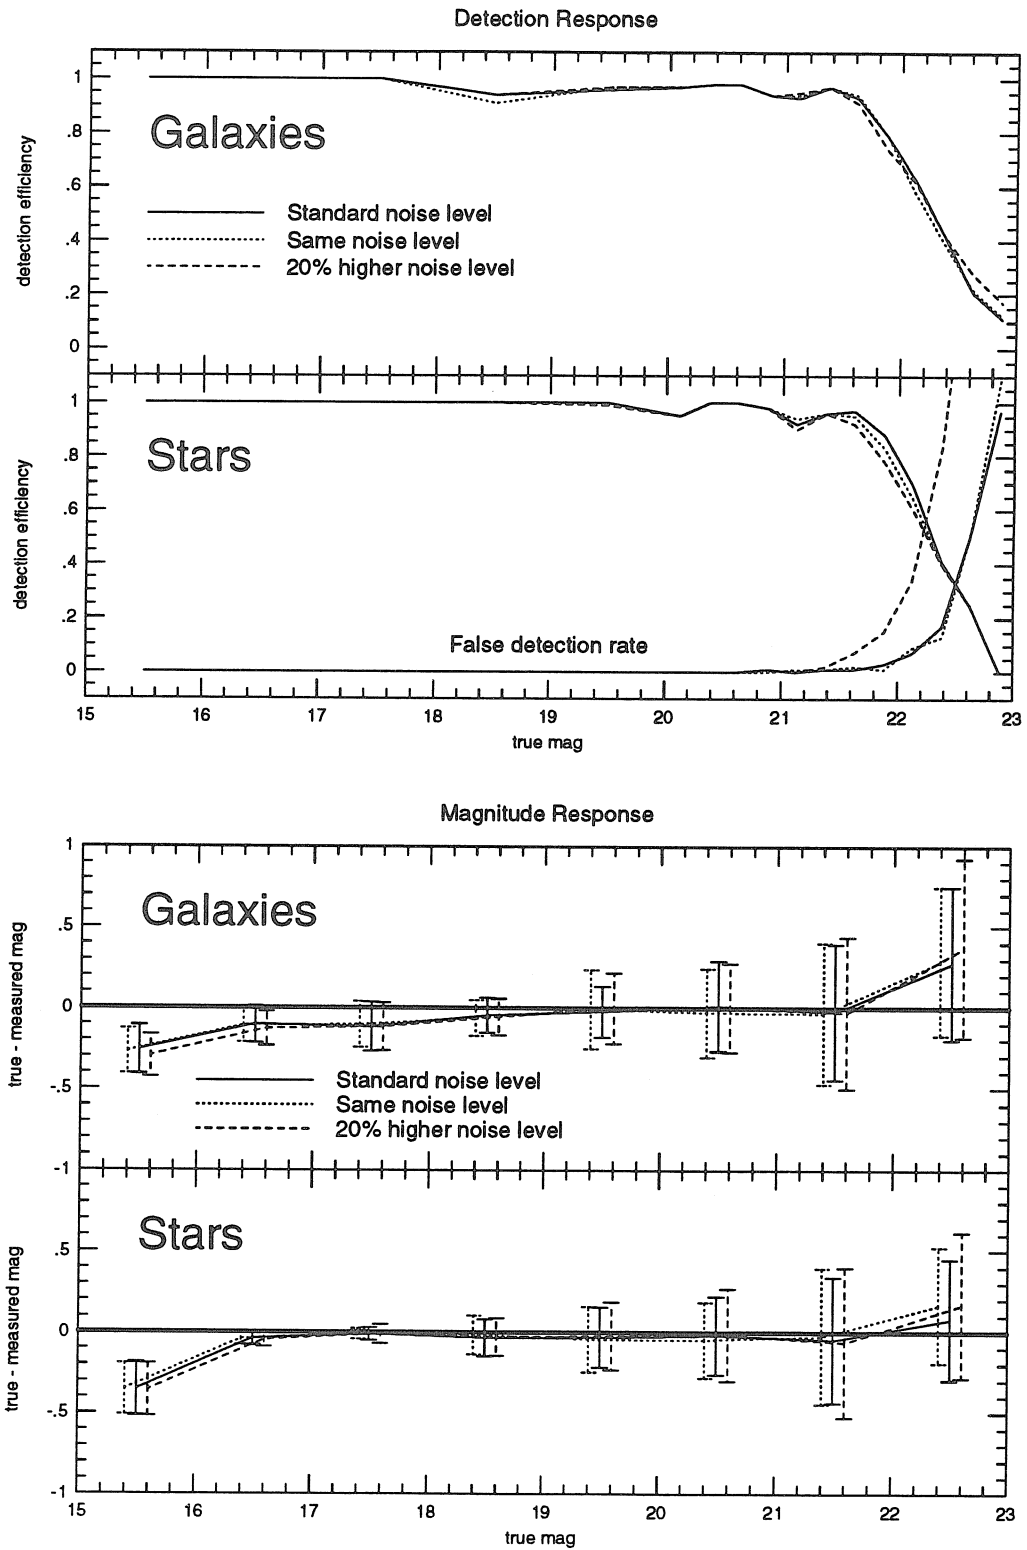 Detection Response
1
.8
.6
.4
.2
0
detection efficiency
Galaxies
Standard noise level
Same noise level
20% higher noise level
1
.8
.6
.4
.2
0
detection efficiency
Stars
False detection rate
15 16 17 18 19 20 21 22 23
true mag
Magnitude Response
1
.5
0
-.5
-1
true - measured mag
Galaxies
Standard noise level
Same noise level
20% higher noise level
.5
0
-.5
-1
true - measured mag
Stars
15 16 17 18 19 20 21 22 23
true mag